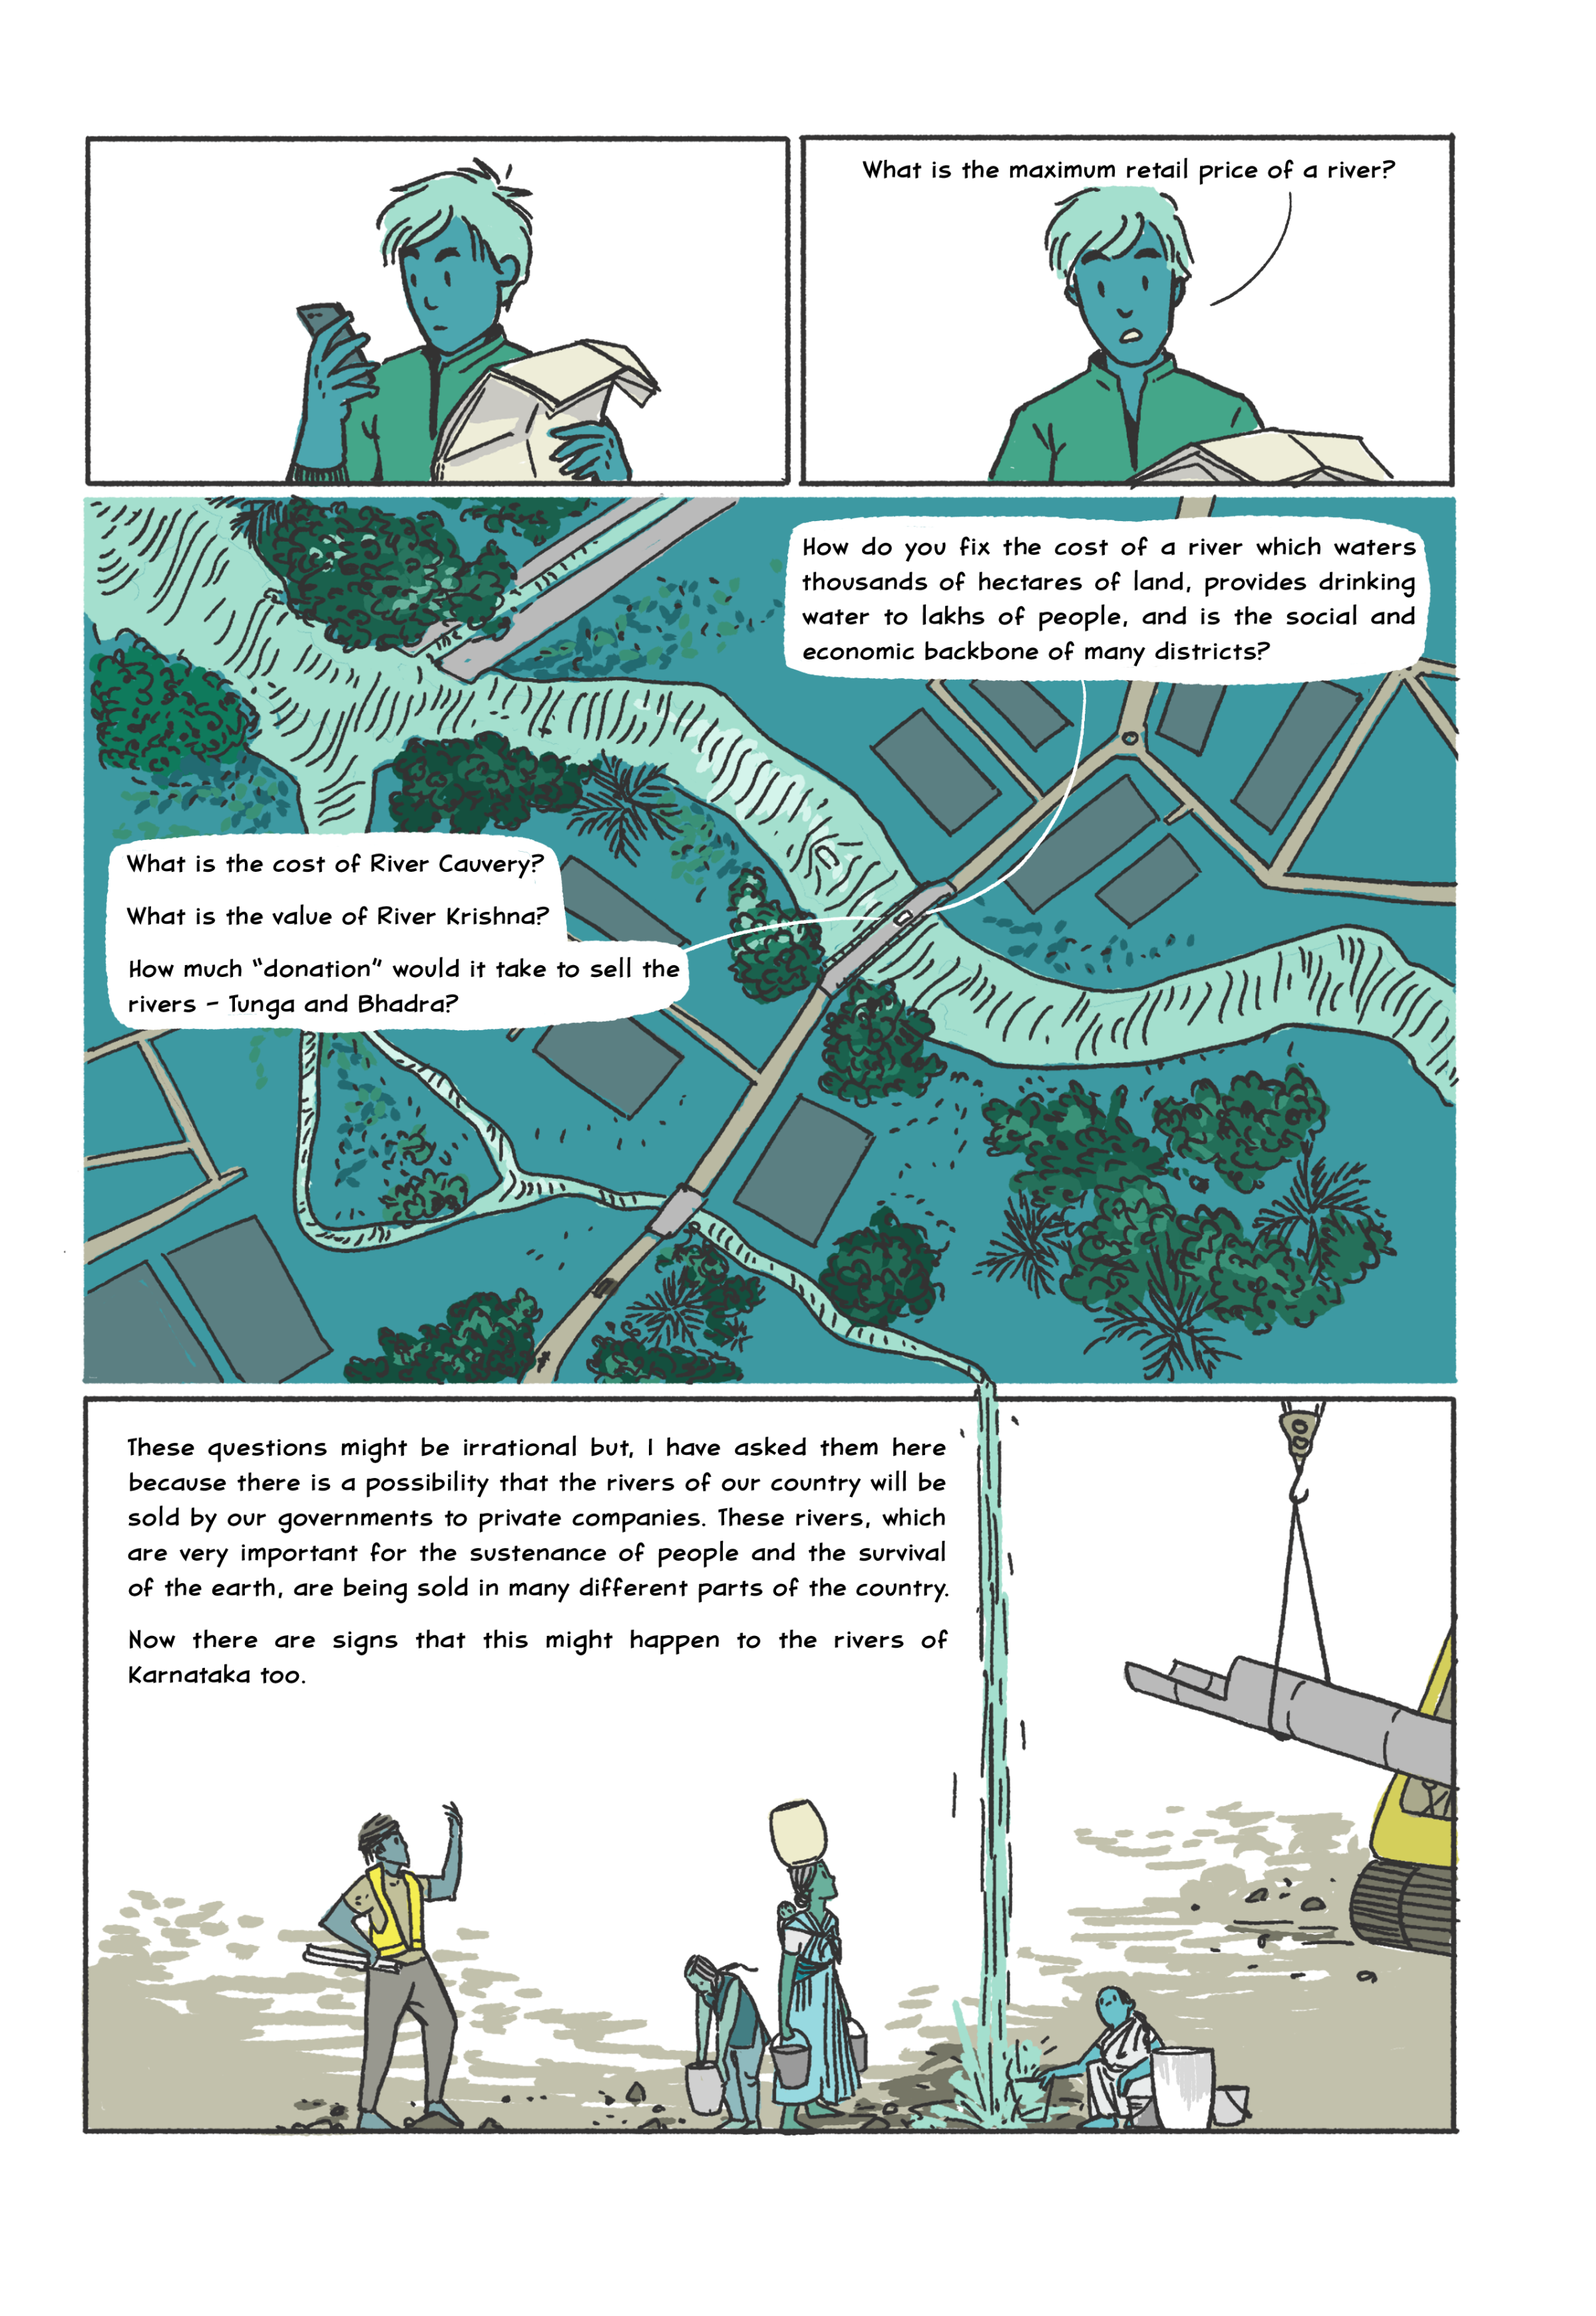 What is the maximum retail price of a river?
How do you fix the cost of a river which waters
thousands of hectares of land, provides drinking
water to lakhs of people, and is the social and
economic backbone of many districts?
What is the cost of River Cauvery?
What is the value of River Krishna?
How much “donation” would it take to sell the
rivers – Tunga and Bhadra?
These questions might be irrational but, I have asked them here
because there is a possibility that the rivers of our country will be
sold by our governments to private companies. These rivers, which
are very important for the sustenance of people and the survival
of the earth, are being sold in many different parts of the country.
Now there are signs that this might happen to the rivers of
Karnataka too.